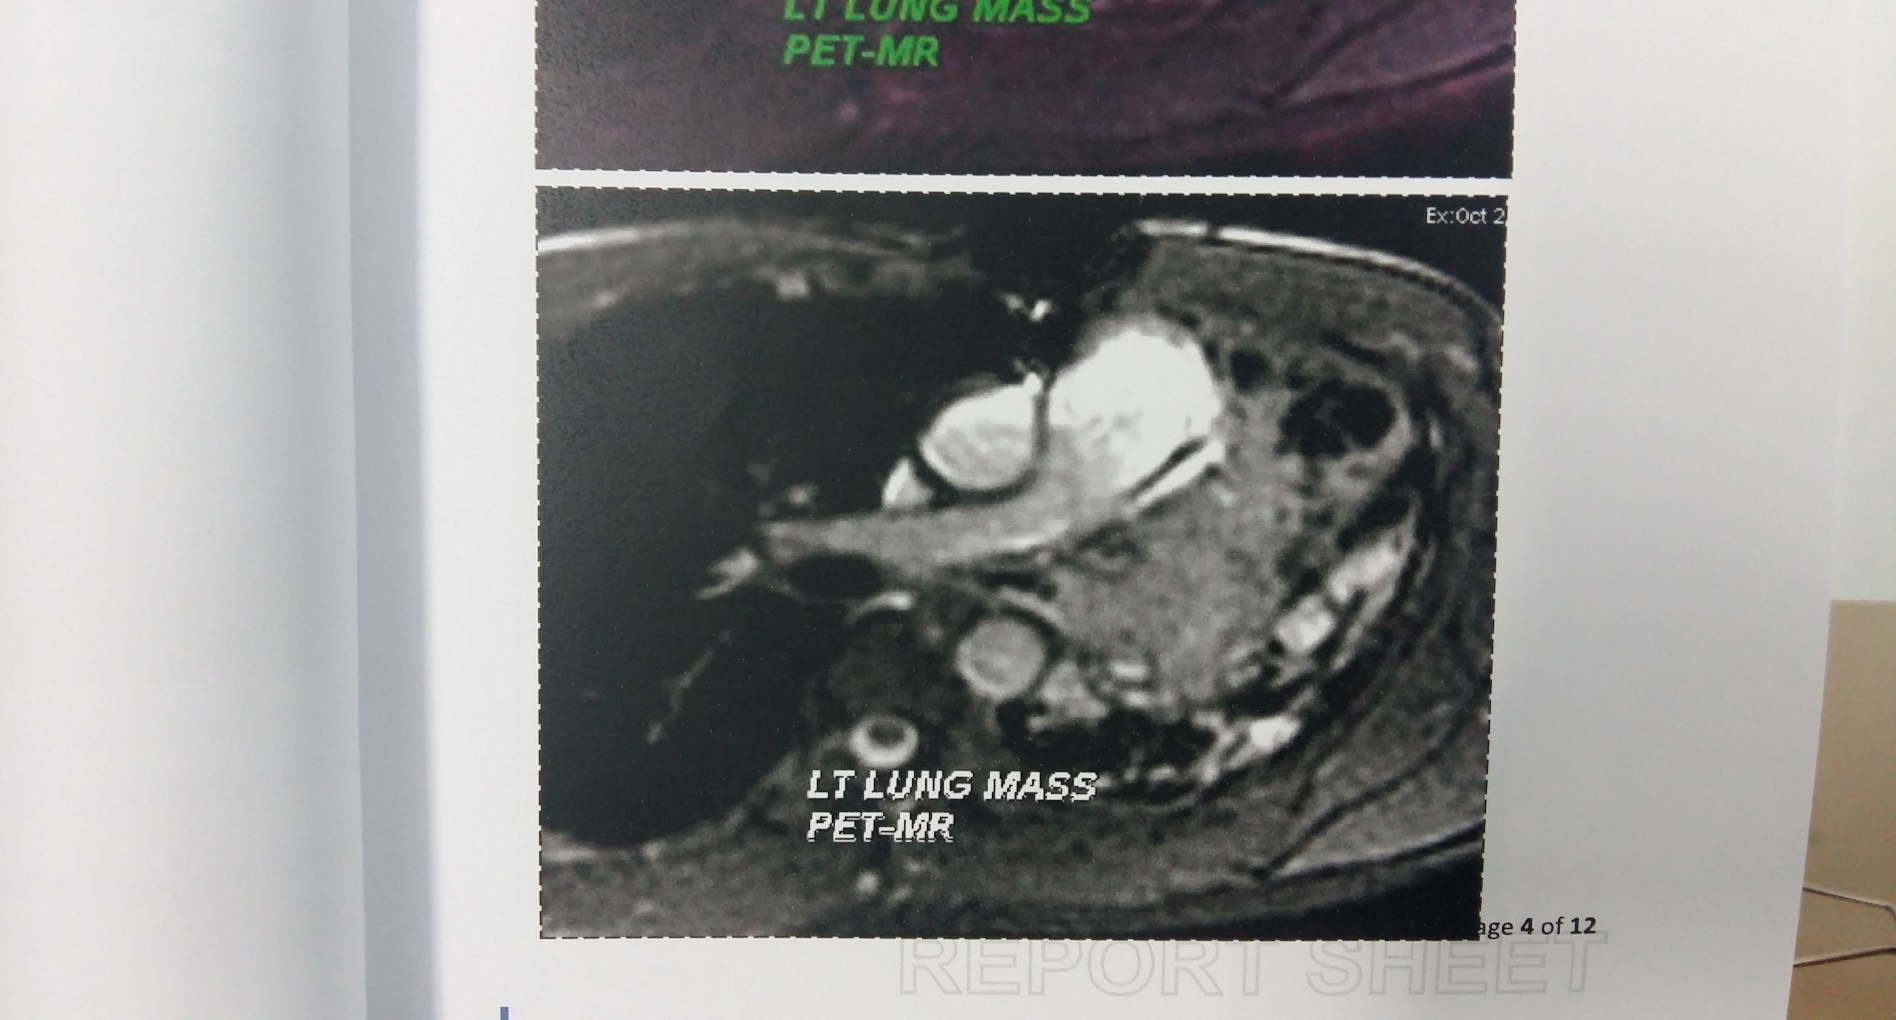 LT LUNG MASS
PET-MR
Ex:Oct 2
LT LUNG MASS
PET-MR
age 4 of 12
REPORT SHEET